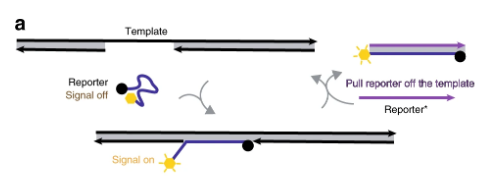 a
Template
Reporter
Signal off
Pull reporter off the template
Reporter*
Signal on